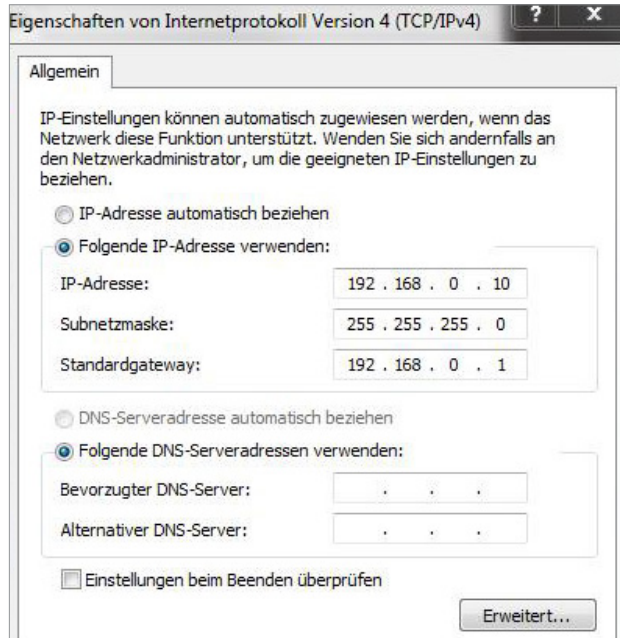 Eigenschaften von Internetprotokoll Version 4 (TCP/IPv4)
? X
Allgemein
IP-Einstellungen können automatisch zugewiesen werden, wenn das
Netzwerk diese Funktion unterstützt. Wenden Sie sich andernfalls an
den Netzwerkadministrator, um die geeigneten IP-Einstellungen zu
beziehen.
IP-Adresse automatisch beziehen
Folgende IP-Adresse verwenden:
IP-Adresse: 192 . 168 . 0 . 10
Subnetzmaske: 255 . 255 . 255 . 0
Standardgateway: 192 . 168 . 0 . 1
DNS-Serveradresse automatisch beziehen
Folgende DNS-Serveradressen verwenden:
Bevorzugter DNS-Server: . . .
Alternativer DNS-Server: . . .
Einstellungen beim Beenden überprüfen
Erweitert...